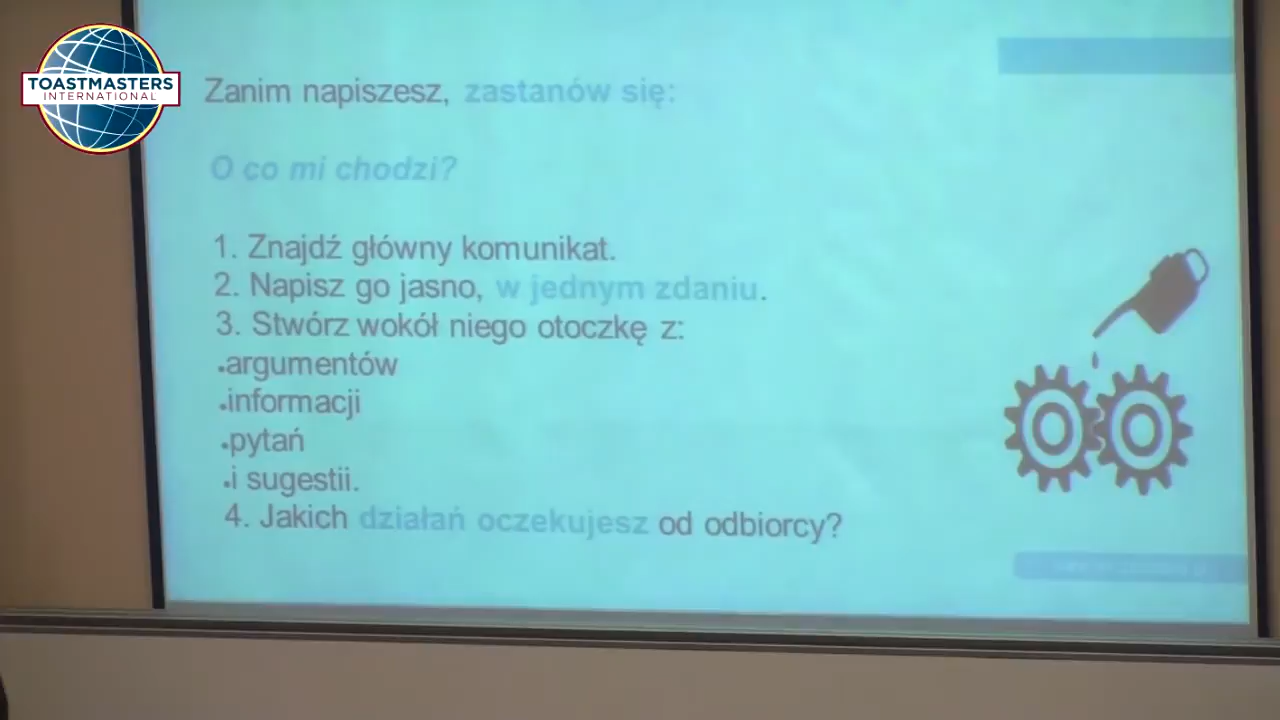 TOASTMASTERS
INTERNATIONAL
Zanim napiszesz, zastanów się:
O co mi chodzi?
1. Znajdź główny komunikat.
2. Napisz go jasno, w jednym zdaniu.
3. Stwórz wokół niego otoczkę z:
.argumentów
.informacji
.pytań
.i sugestii.
4. Jakich działań oczekujesz od odbiorcy?